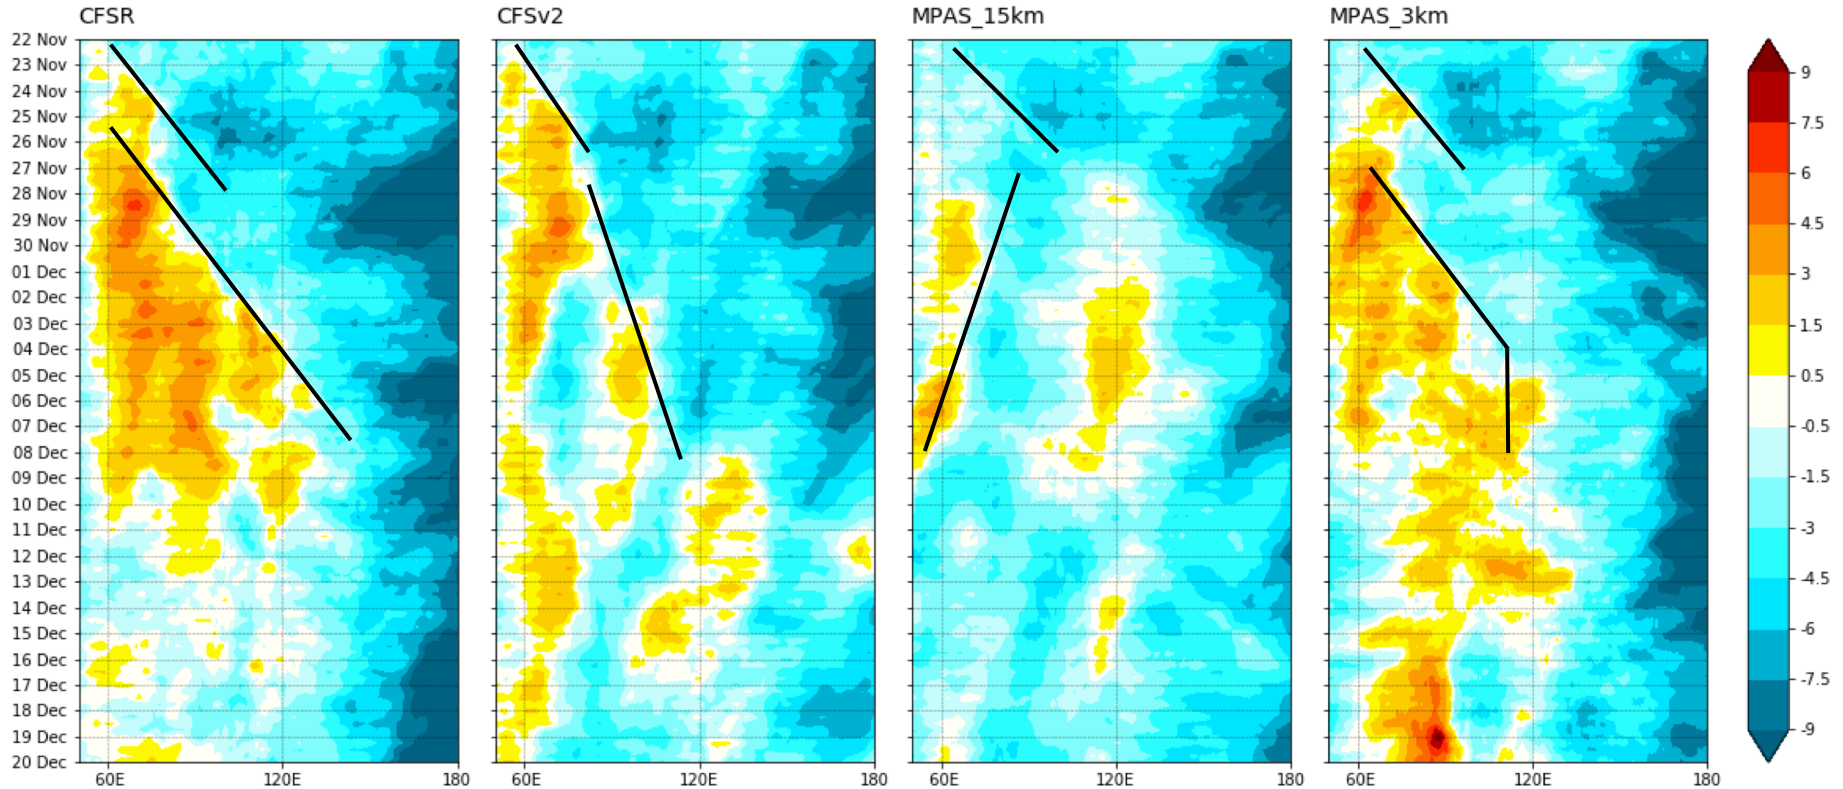 CFSR CFSv2 MPAS_15km MPAS_3km
22 Nov
23 Nov
24 Nov
25 Nov
26 Nov
27 Nov
28 Nov
29 Nov
30 Nov
01 Dec
02 Dec
03 Dec
04 Dec
05 Dec
06 Dec
07 Dec
08 Dec
09 Dec
10 Dec
11 Dec
12 Dec
13 Dec
14 Dec
15 Dec
16 Dec
17 Dec
18 Dec
19 Dec
20 Dec
60E 120E 180 60E 120E 180 60E 120E 180 60E 120E 180
9
7.5
6
4.5
3
1.5
0.5
-0.5
-1.5
-3
-4.5
-6
-7.5
-9